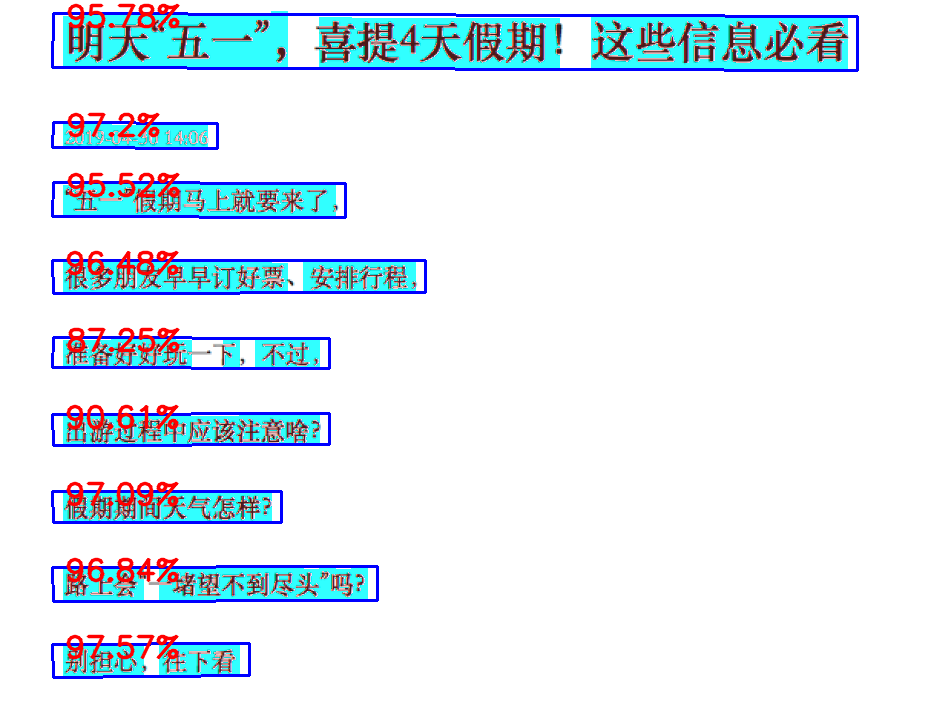 95.78%
明天“五一”，喜提4天假期！这些信息必看
97.2%
2019-04-30 14:06
95.52%
“五一”假期马上就要来了，
96.48%
很多朋友早早订好票、安排行程，
87.25%
准备好好玩一下，不过，
90.61%
出游过程中应该注意啥？
97.09%
假期期间天气怎样？
96.84%
路上会“一堵望不到尽头”吗？
97.57%
别担心，往下看